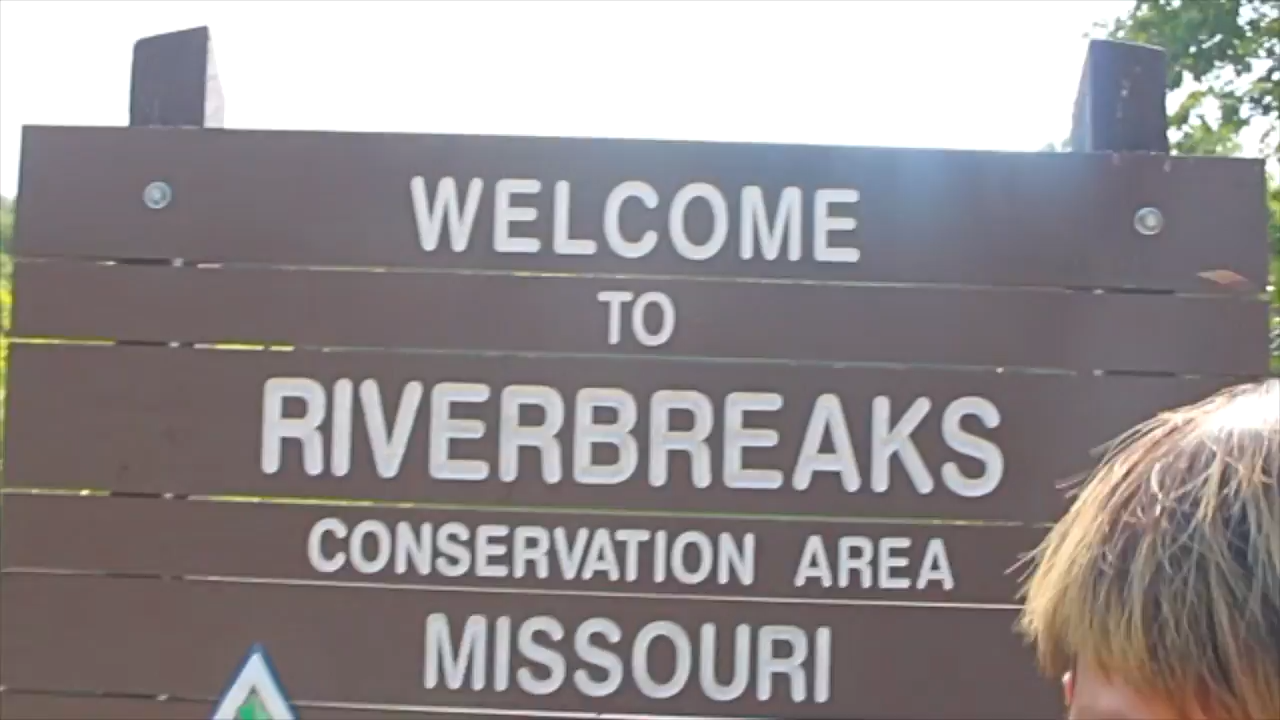 WELCOME
TO
RIVERBREAKS
CONSERVATION AREA
MISSOURI